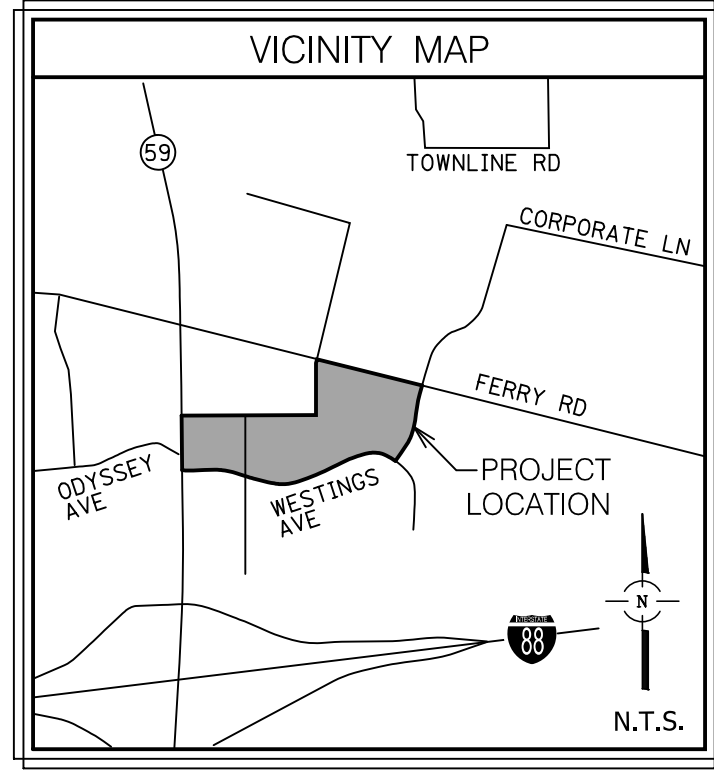 VICINITY MAP
59
TOWNLINE RD
CORPORATE LN
FERRY RD
ODYSSEY
AVE
WESTINGS
AVE
PROJECT
LOCATION
N
INTERSTATE
88
N.T.S.